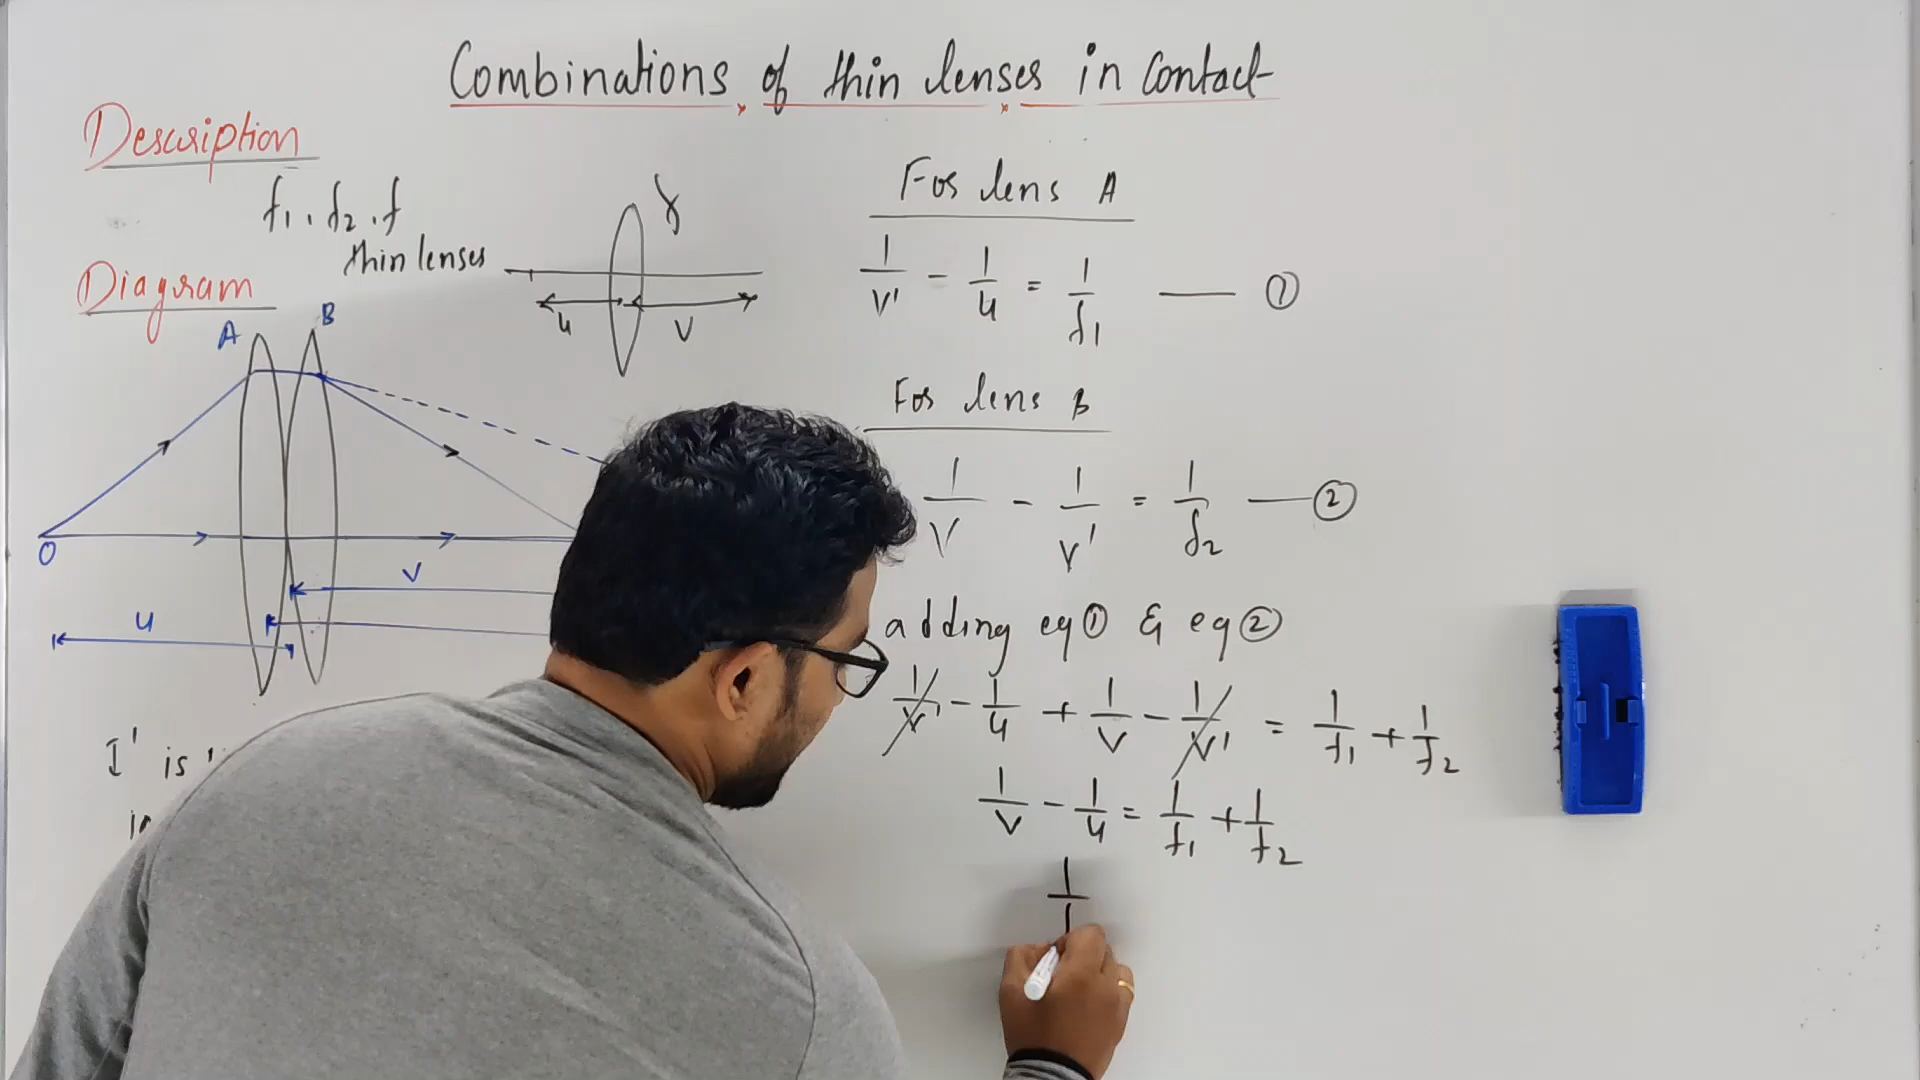 Combinations of thin lenses in contact
Description
f1, f2, f
thin lenses
Diagram
A
B
O
u
v
u
v
I' is
For lens A
1/v' - 1/u = 1/f1 —— ①
For lens B
1/v - 1/v' = 1/f2 —— ②
adding eq① & eq②
1/v' - 1/u + 1/v - 1/v' = 1/f1 + 1/f2
1/v - 1/u = 1/f1 + 1/f2